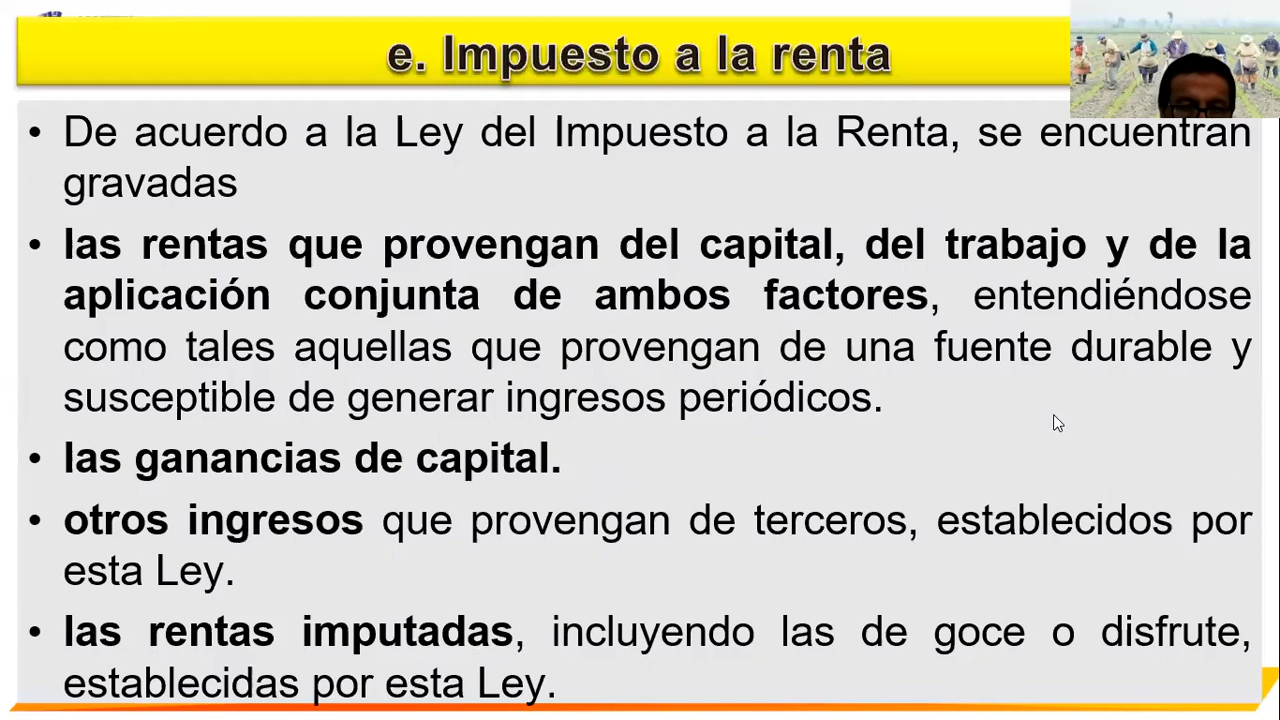 e. Impuesto a la renta
• De acuerdo a la Ley del Impuesto a la Renta, se encuentran
gravadas
• las rentas que provengan del capital, del trabajo y de la
aplicación conjunta de ambos factores, entendiéndose
como tales aquellas que provengan de una fuente durable y
susceptible de generar ingresos periódicos.
• las ganancias de capital.
• otros ingresos que provengan de terceros, establecidos por
esta Ley.
• las rentas imputadas, incluyendo las de goce o disfrute,
establecidas por esta Ley.